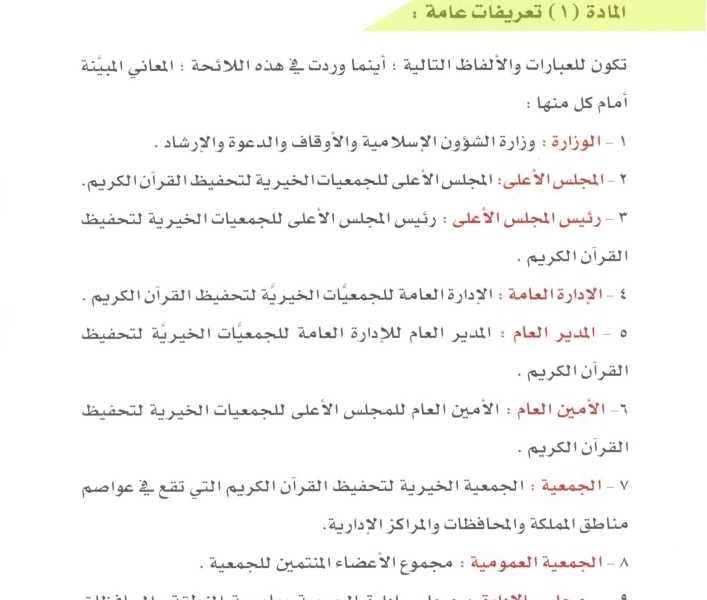 المادة (١) تعريفات عامة :
تكون للعبارات والألفاظ التالية ؛ أينما وردت في هذه اللائحة ؛ المعاني المبيَّنة
أمام كل منها :
١ - الوزارة : وزارة الشؤون الإسلامية والأوقاف والدعوة والإرشاد .
٢ - المجلس الأعلى: المجلس الأعلى للجمعيات الخيرية لتحفيظ القرآن الكريم.
٣ - رئيس المجلس الأعلى : رئيس المجلس الأعلى للجمعيات الخيرية لتحفيظ
القرآن الكريم .
٤ - الإدارة العامة : الإدارة العامة للجمعيَّات الخيريَّة لتحفيظ القرآن الكريم .
٥ - المدير العام : المدير العام للإدارة العامة للجمعيَّات الخيريَّة لتحفيظ
القرآن الكريم .
٦- الأمين العام : الأمين العام للمجلس الأعلى للجمعيات الخيرية لتحفيظ
القرآن الكريم .
٧ - الجمعية : الجمعية الخيرية لتحفيظ القرآن الكريم التي تقع في عواصم
مناطق المملكة والمحافظات والمراكز الإدارية.
٨ - الجمعية العمومية : مجموع الأعضاء المنتمين للجمعية .